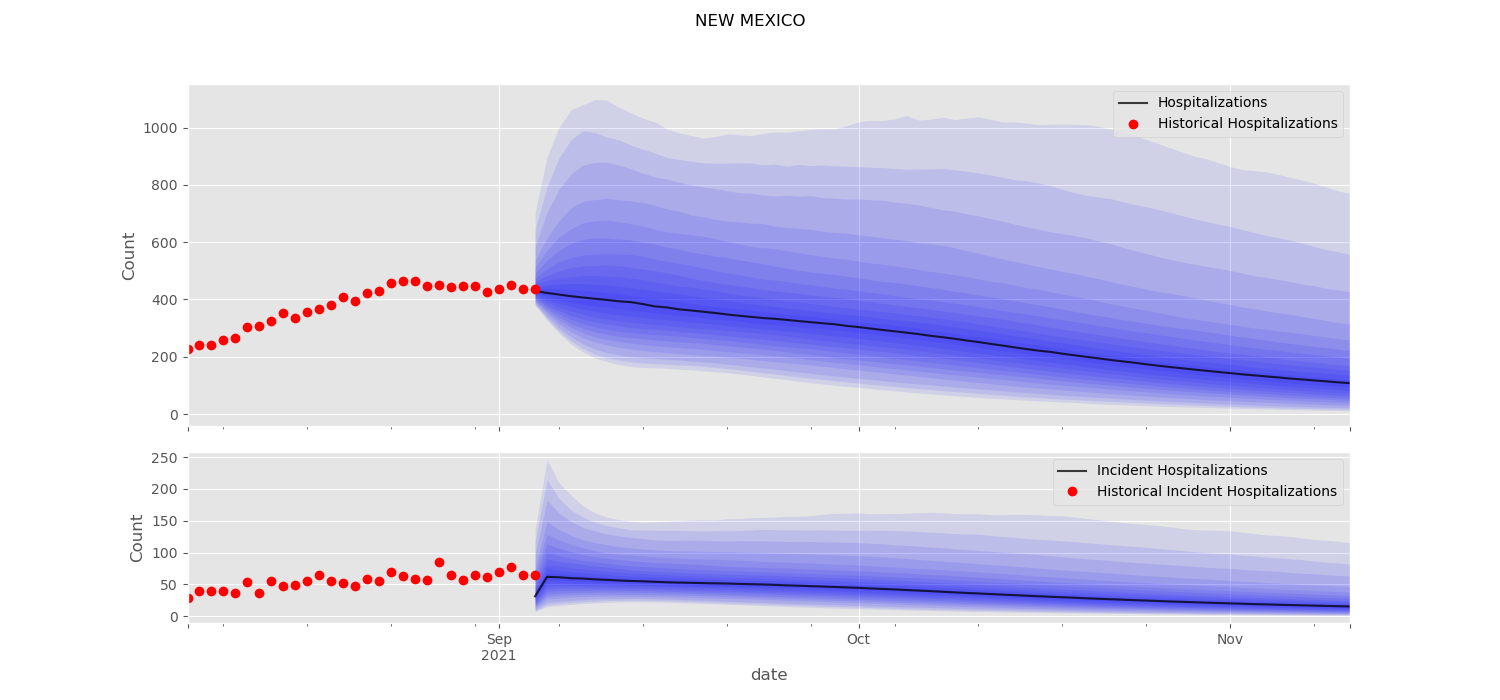 NEW MEXICO
Hospitalizations
Historical Hospitalizations
Count
1000
800
600
400
200
0
Incident Hospitalizations
Historical Incident Hospitalizations
Count
250
200
150
100
50
0
Sep
2021
Oct
Nov
date